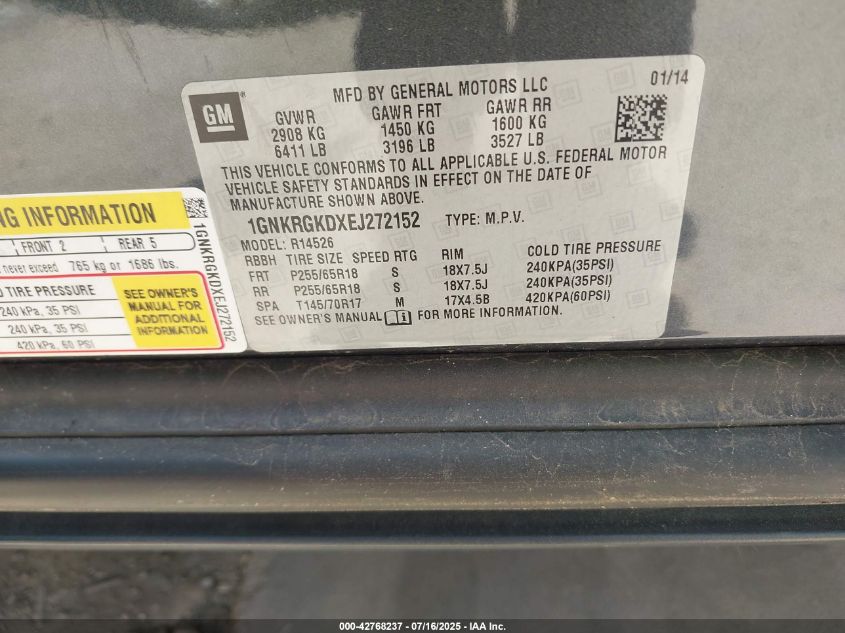 GM
MFD BY GENERAL MOTORS LLC
01/14
GVWR GAWR FRT GAWR RR
2908 KG 1450 KG 1600 KG
6411 LB 3196 LB 3527 LB
THIS VEHICLE CONFORMS TO ALL APPLICABLE U.S. FEDERAL MOTOR
VEHICLE SAFETY STANDARDS IN EFFECT ON THE DATE OF
MANUFACTURE SHOWN ABOVE.
1GNKRGKDXEJ272152 TYPE: M.P.V.
MODEL: R14526
RBBH TIRE SIZE SPEED RTG RIM COLD TIRE PRESSURE
FRT P255/65R18 S 18X7.5J 240KPA(35PSI)
RR P255/65R18 S 18X7.5J 240KPA(35PSI)
SPA T145/70R17 M 17X4.5B 420KPA(60PSI)
SEE OWNER'S MANUAL FOR MORE INFORMATION.
INFORMATION
FRONT 2 REAR 5
never exceed 765 kg or 1686 lbs.
TIRE PRESSURE
240 kPa, 35 PSI
240 kPa, 35 PSI
420 kPa, 60 PSI
SEE OWNER'S
MANUAL FOR
ADDITIONAL
INFORMATION
1GNKRGKDXEJ272152
000-42768237 - 07/16/2025 - IAA Inc.